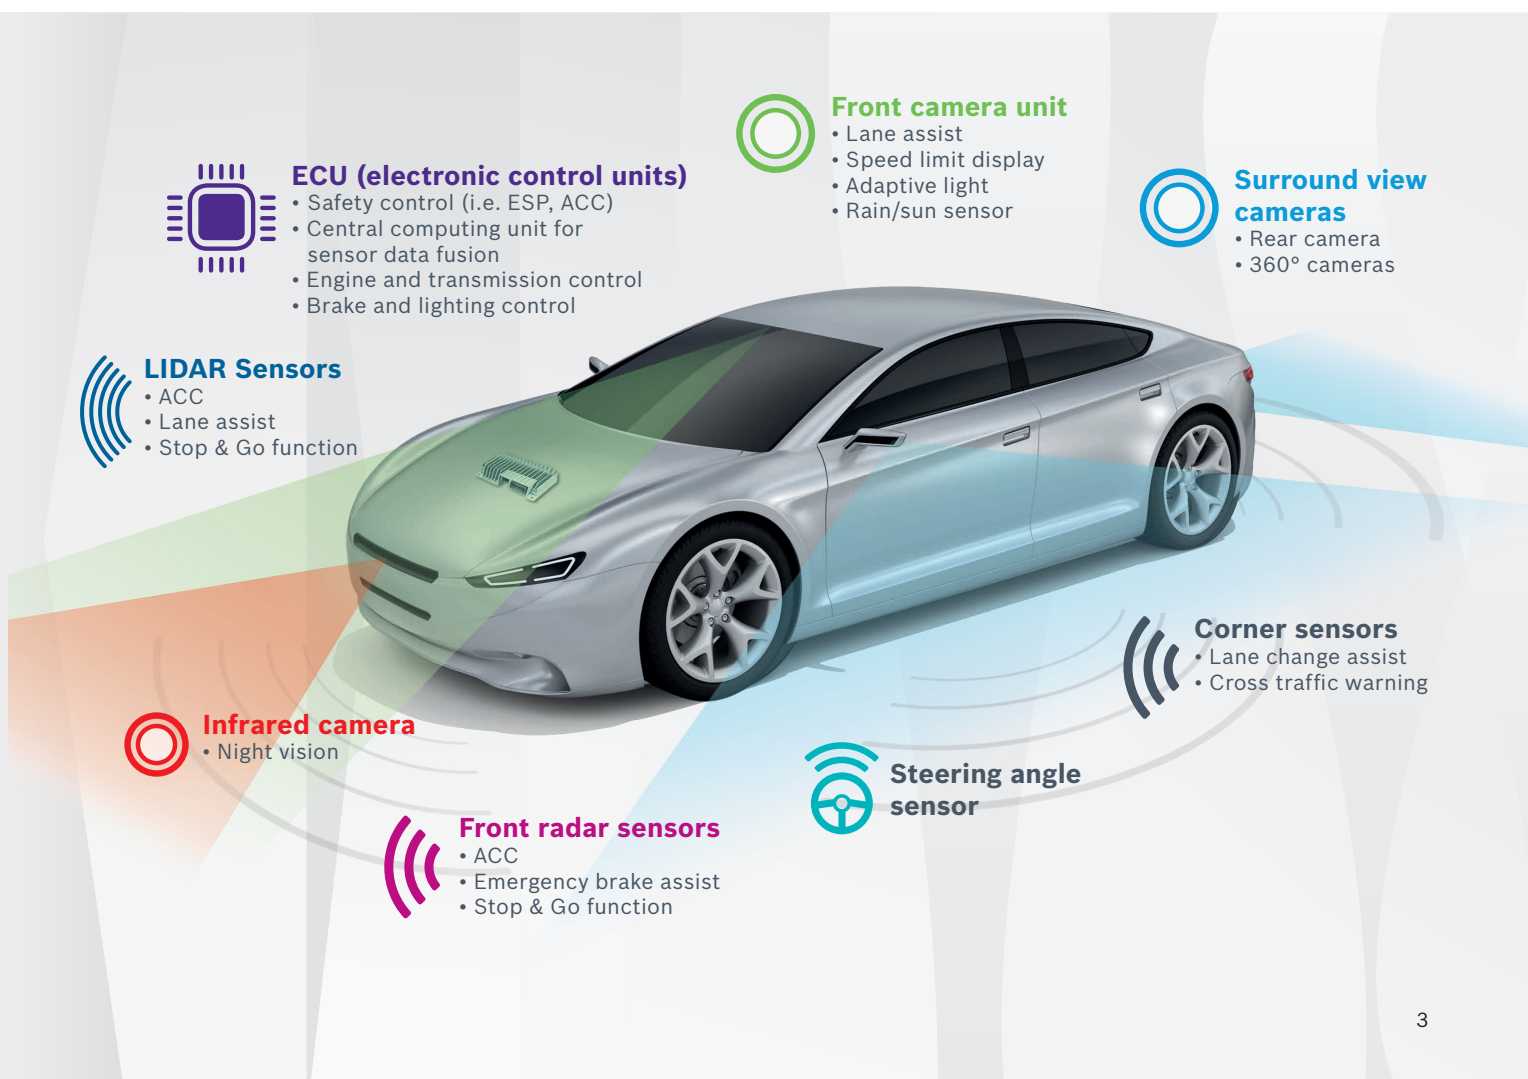 Front camera unit
• Lane assist
• Speed limit display
• Adaptive light
• Rain/sun sensor
ECU (electronic control units)
• Safety control (i.e. ESP, ACC)
• Central computing unit for
sensor data fusion
• Engine and transmission control
• Brake and lighting control
Surround view
cameras
• Rear camera
• 360° cameras
LIDAR Sensors
• ACC
• Lane assist
• Stop & Go function
Corner sensors
• Lane change assist
• Cross traffic warning
Infrared camera
• Night vision
Steering angle
sensor
Front radar sensors
• ACC
• Emergency brake assist
• Stop & Go function
3